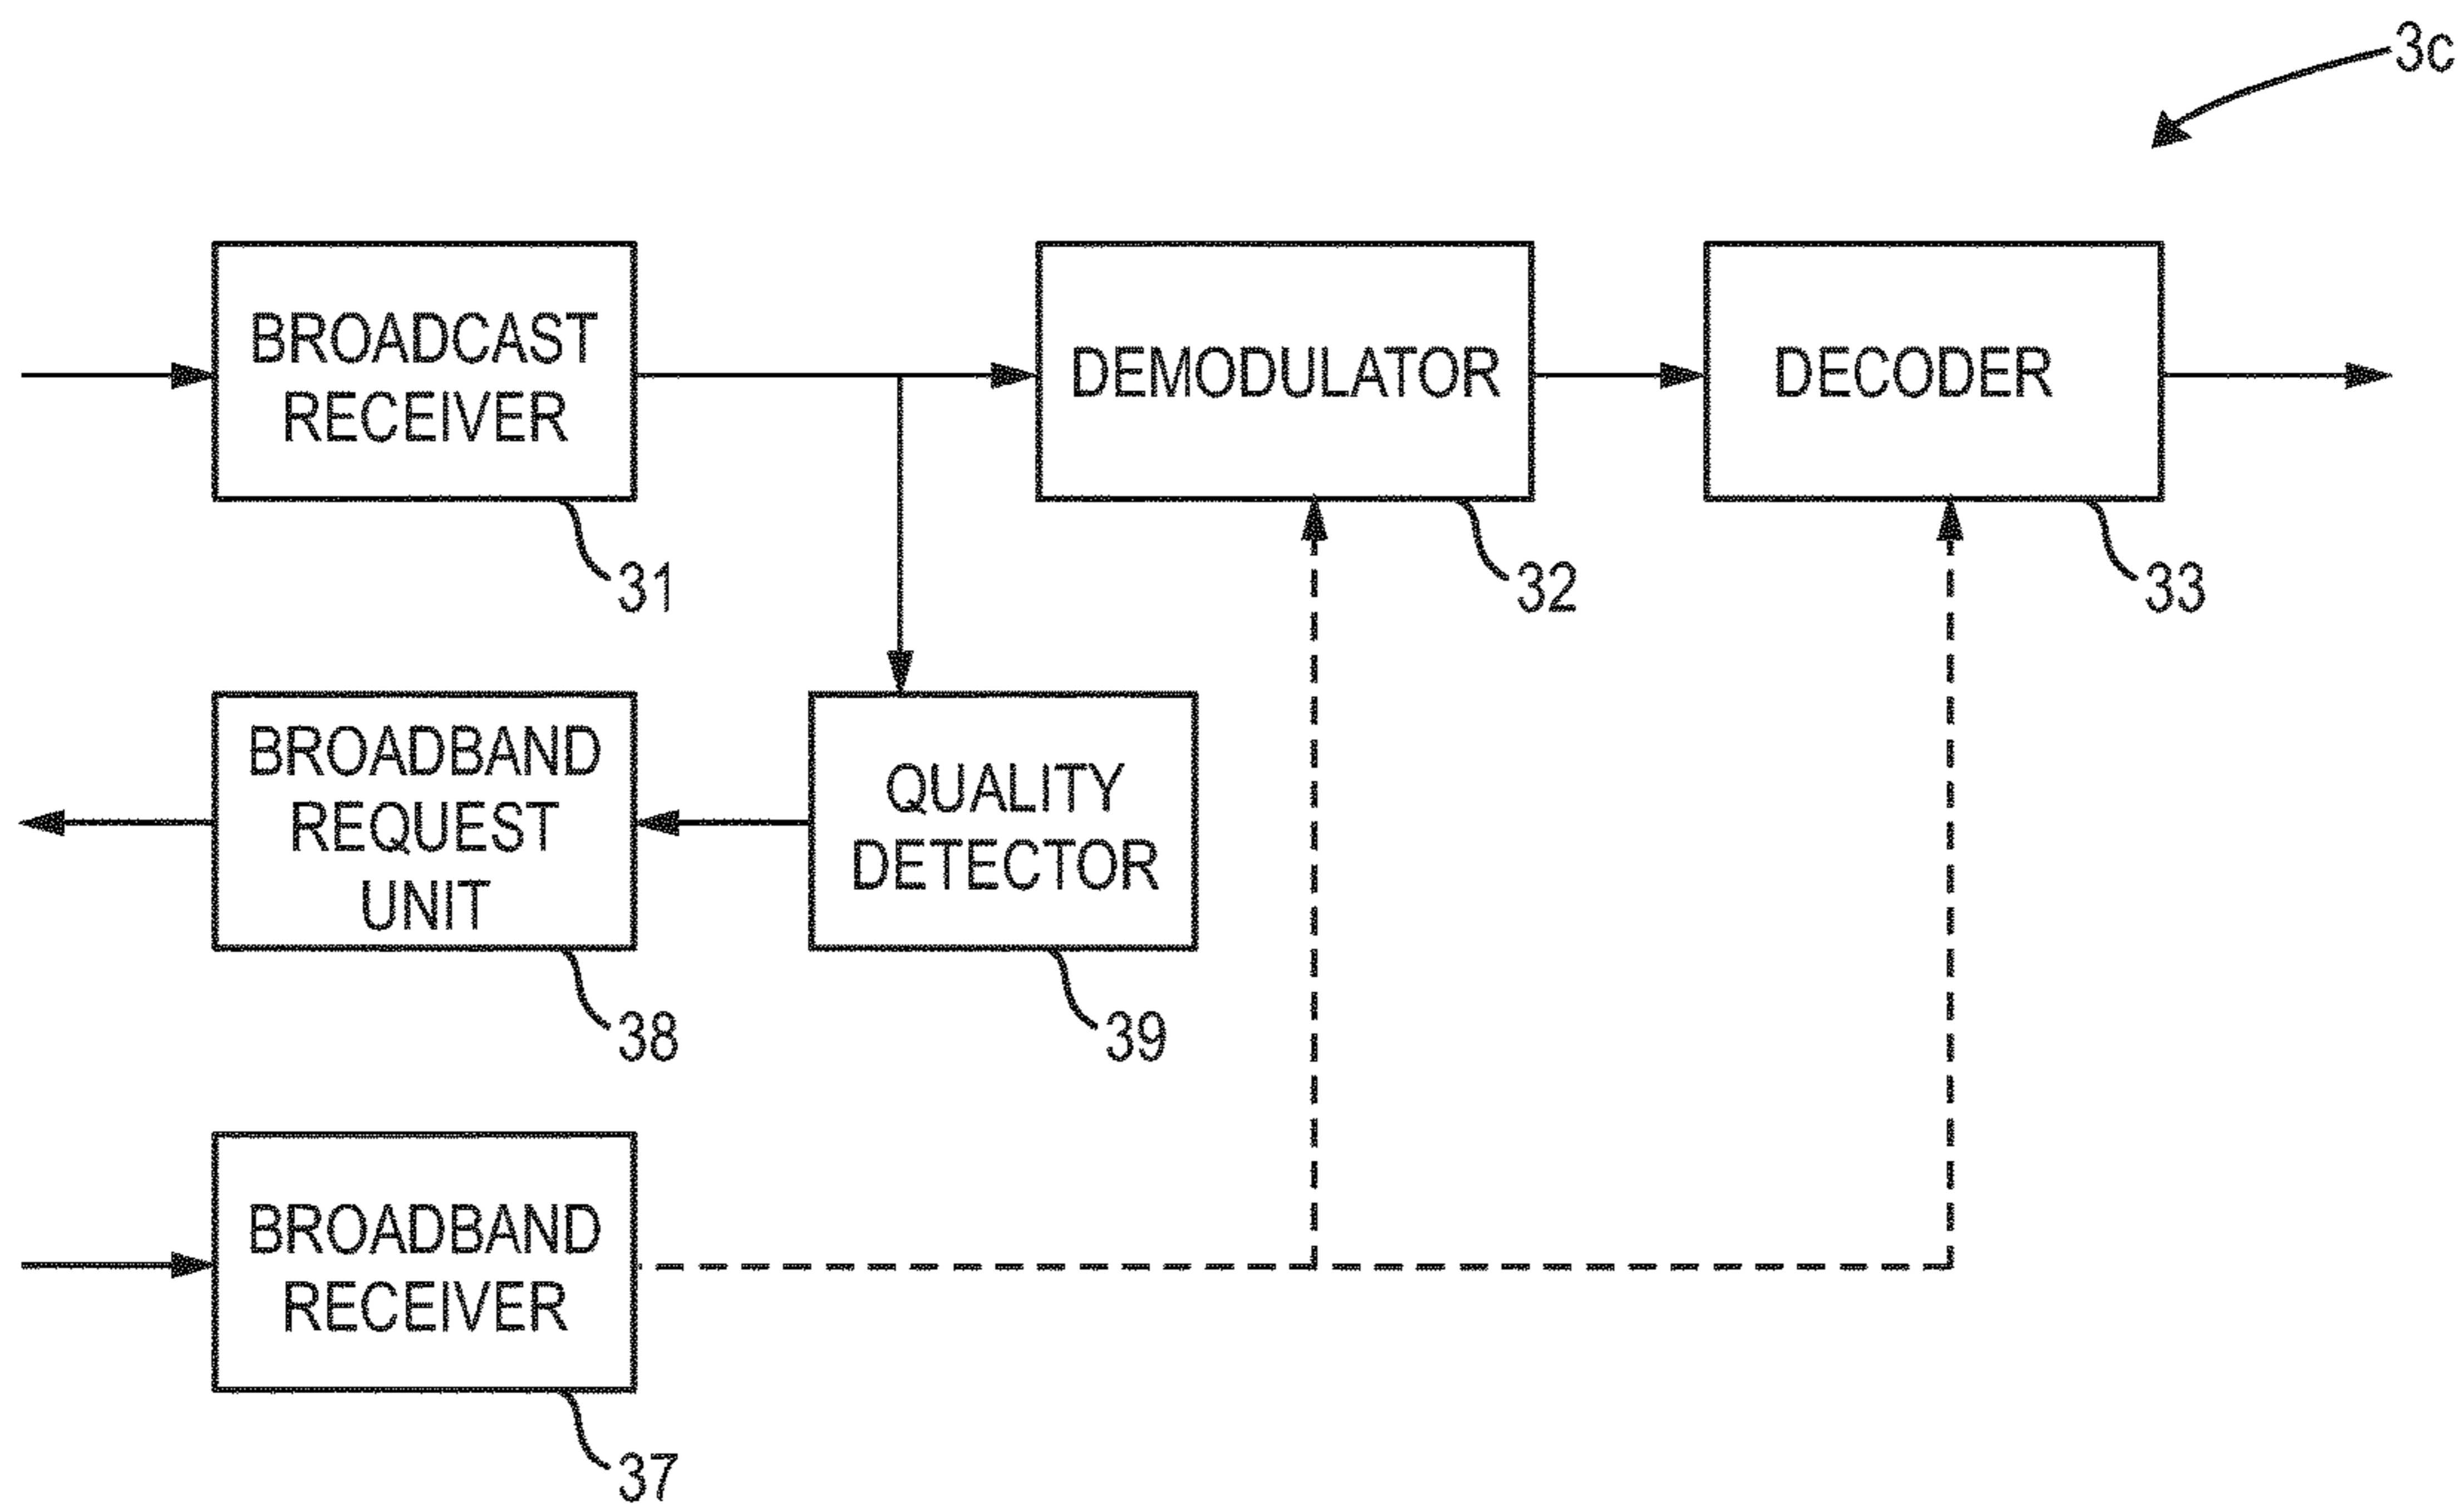 3c
BROADCAST
RECEIVER
31
DEMODULATOR
32
DECODER
33
BROADBAND
REQUEST
UNIT
38
QUALITY
DETECTOR
39
BROADBAND
RECEIVER
37